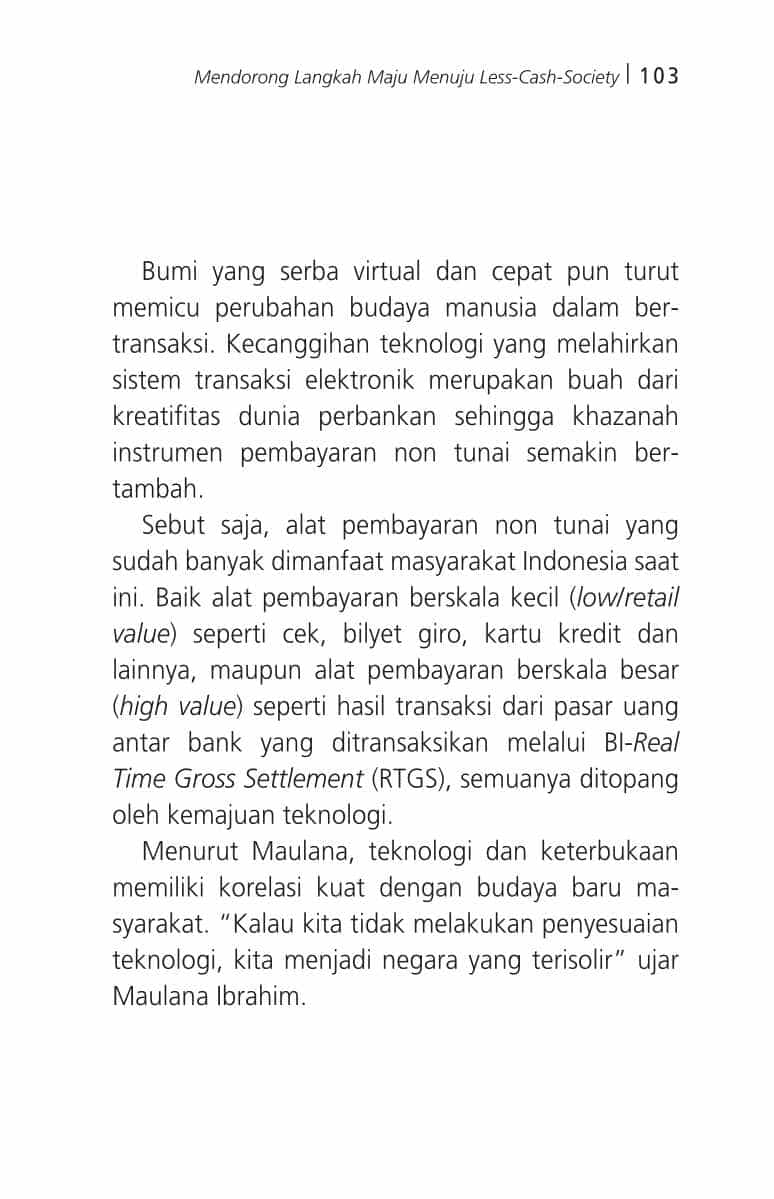 Mendorong Langkah Maju Menuju Less-Cash-Society | 103
Bumi yang serba virtual dan cepat pun turut
memicu perubahan budaya manusia dalam ber-
transaksi. Kecanggihan teknologi yang melahirkan
sistem transaksi elektronik merupakan buah dari
kreatifitas dunia perbankan sehingga khazanah
instrumen pembayaran non tunai semakin ber-
tambah.
Sebut saja, alat pembayaran non tunai yang
sudah banyak dimanfaat masyarakat Indonesia saat
ini. Baik alat pembayaran berskala kecil (low/retail
value) seperti cek, bilyet giro, kartu kredit dan
lainnya, maupun alat pembayaran berskala besar
(high value) seperti hasil transaksi dari pasar uang
antar bank yang ditransaksikan melalui BI-Real
Time Gross Settlement (RTGS), semuanya ditopang
oleh kemajuan teknologi.
Menurut Maulana, teknologi dan keterbukaan
memiliki korelasi kuat dengan budaya baru ma-
syarakat. “Kalau kita tidak melakukan penyesuaian
teknologi, kita menjadi negara yang terisolir” ujar
Maulana Ibrahim.